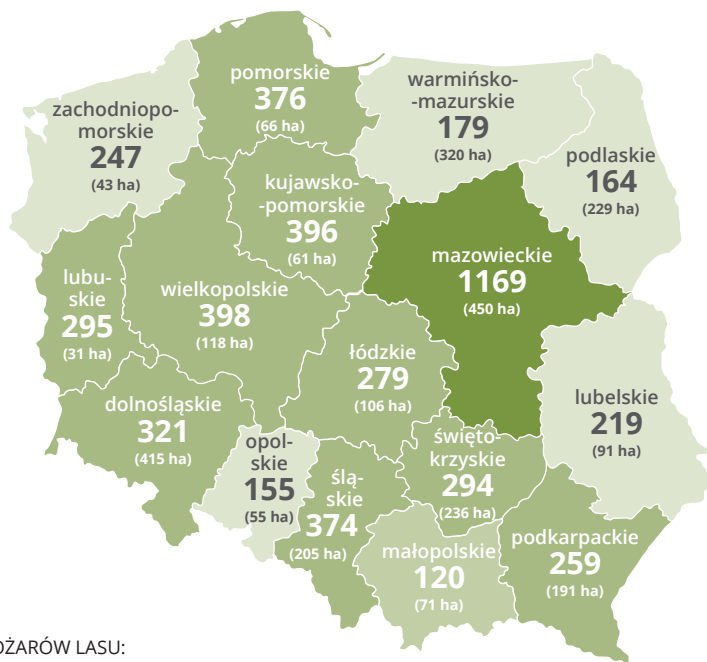 pomorskie
376
(66 ha)
warmińsko-
-mazurskie
179
(320 ha)
zachodniopo-
morskie
247
(43 ha)
podlaskie
164
(229 ha)
kujawsko-
-pomorskie
396
(61 ha)
mazowieckie
1169
(450 ha)
lubu-
skie
295
(31 ha)
wielkopolskie
398
(118 ha)
łódzkie
279
(106 ha)
lubelskie
219
(91 ha)
dolnośląskie
321
(415 ha)
opol-
skie
155
(55 ha)
ślą-
skie
374
(205 ha)
święto-
krzyskie
294
(236 ha)
małopolskie
120
(71 ha)
podkarpackie
259
(191 ha)
OŻARÓW LASU: